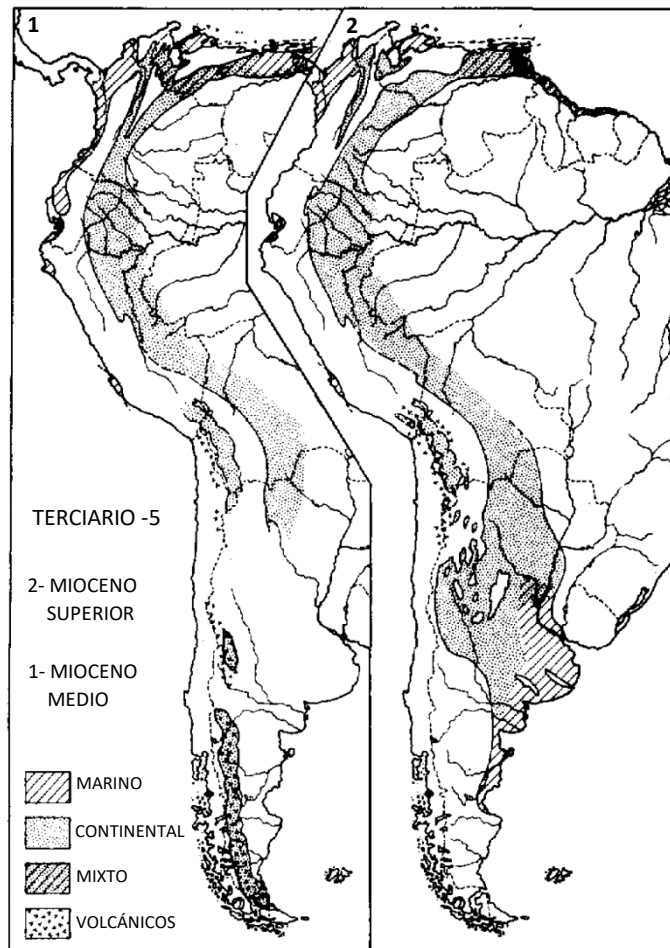 1
2
TERCIARIO -5
2- MIOCENO
SUPERIOR
1- MIOCENO
MEDIO
MARINO
CONTINENTAL
MIXTO
VOLCÁNICOS